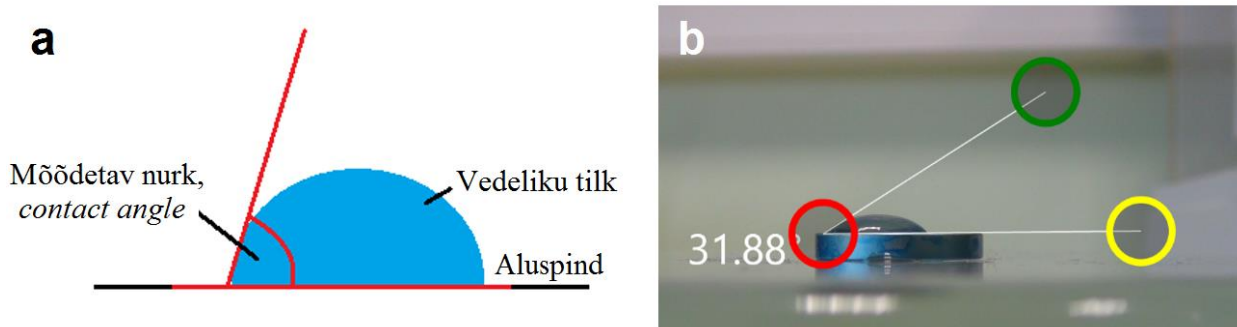 a
Mõõdetav nurk,
contact angle
Vedeliku tilk
Aluspind
b
31.88°